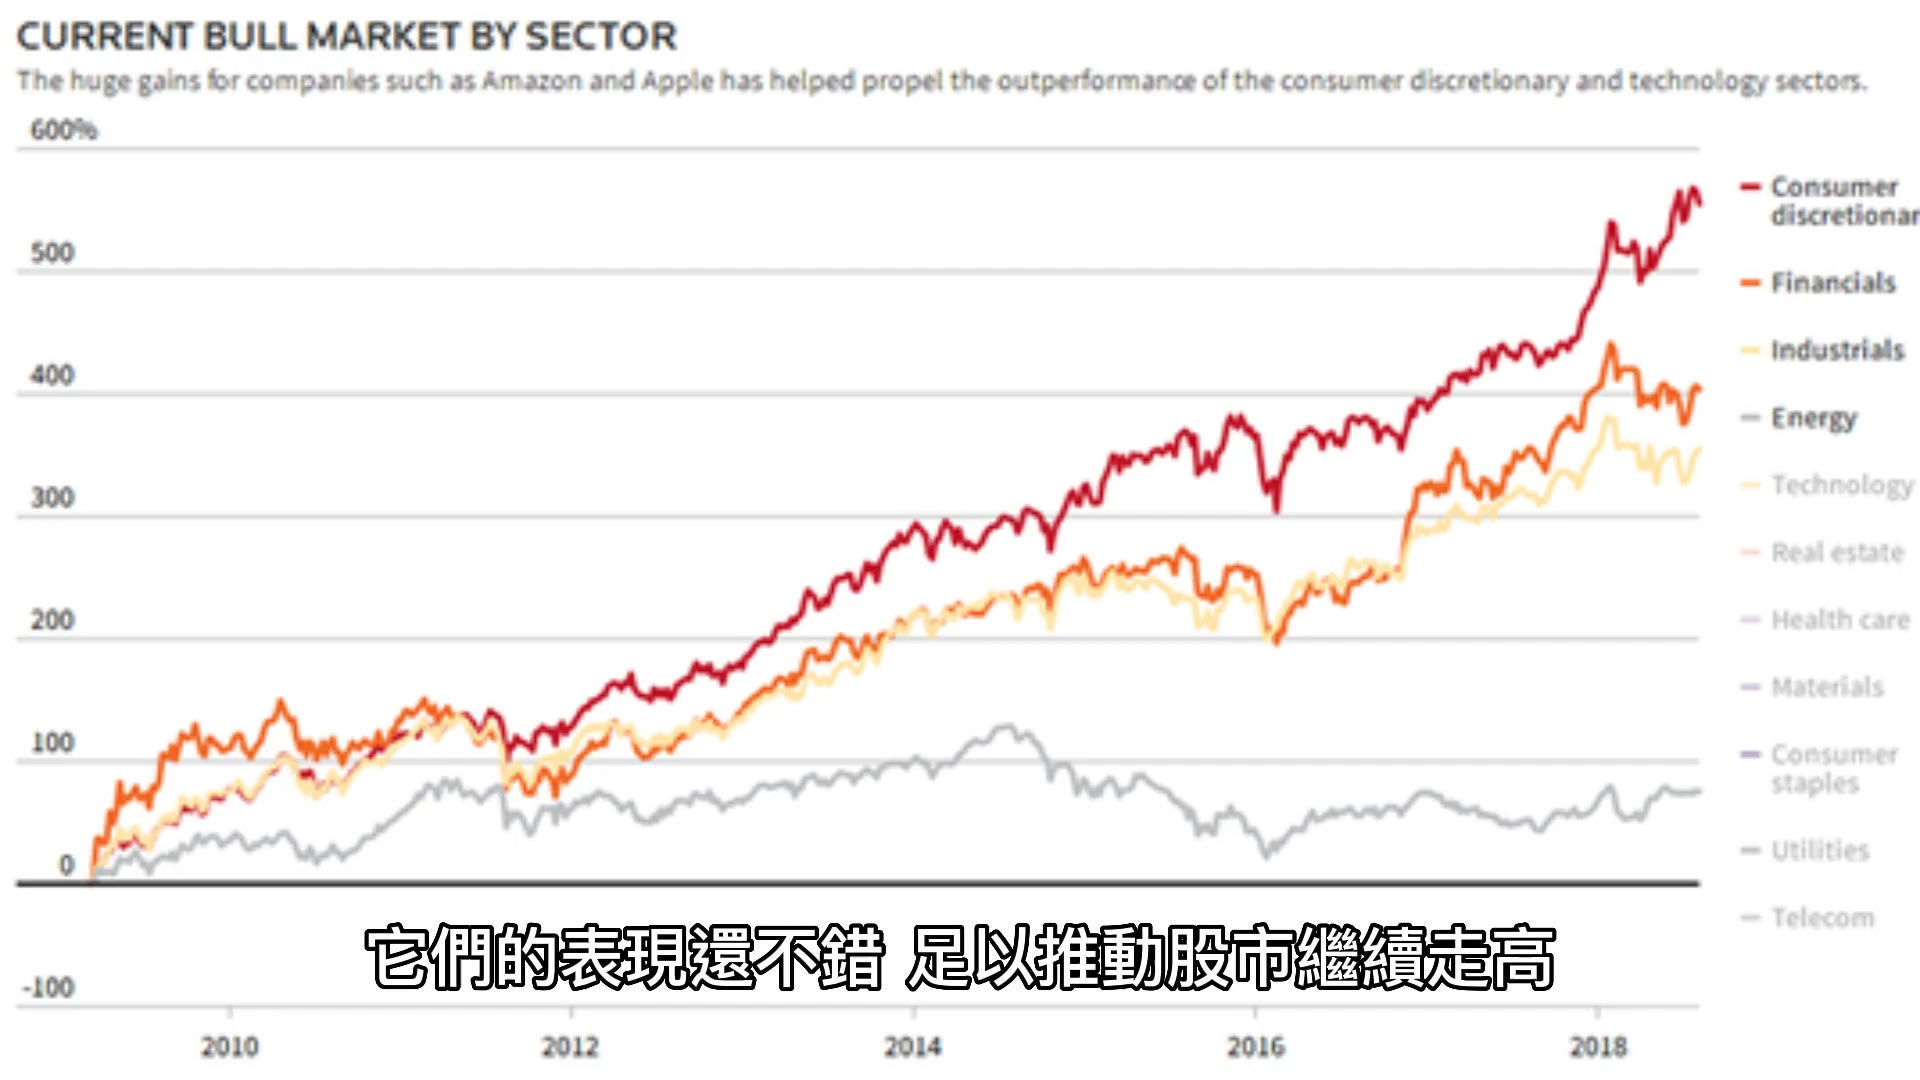 CURRENT BULL MARKET BY SECTOR
The huge gains for companies such as Amazon and Apple has helped propel the outperformance of the consumer discretionary and technology sectors.
600%
500
400
300
200
100
0
-100
2010
2012
2014
2016
2018
Consumer
discretionar
Financials
Industrials
Energy
Technology
Real estate
Health care
Materials
Consumer
staples
Utilities
Telecom
它們的表現還不錯 足以推動股市繼續走高